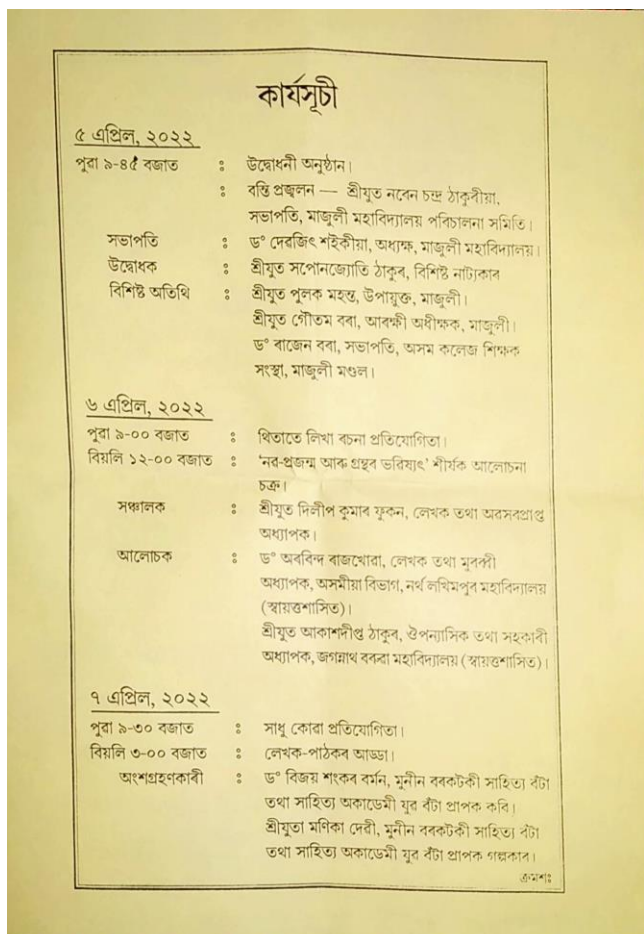 কাৰ্যসূচী
৫ এপ্ৰিল, ২০২২
পুৱা ৯-৪৫ বজাত : উদ্বোধনী অনুষ্ঠান।
: বন্তি প্ৰজ্বলন — শ্ৰীযুত নৰেন চন্দ্ৰ ঠাকুৰীয়া,
সভাপতি, মাজুলী মহাবিদ্যালয় পৰিচালনা সমিতি।
সভাপতি : ড° দেৱজিৎ শইকীয়া, অধ্যক্ষ, মাজুলী মহাবিদ্যালয়।
উদ্বোধক : শ্ৰীযুত সপোনজ্যোতি ঠাকুৰ, বিশিষ্ট নাট্যকাৰ
বিশিষ্ট অতিথি : শ্ৰীযুত পুলক মহন্ত, উপায়ুক্ত, মাজুলী।
শ্ৰীযুত গৌতম বৰা, আৰক্ষী অধীক্ষক, মাজুলী।
ড° ৰাজেন বৰা, সভাপতি, অসম কলেজ শিক্ষক
সংস্থা, মাজুলী মণ্ডল।
৬ এপ্ৰিল, ২০২২
পুৱা ৯-০০ বজাত : থিতাতে লিখা ৰচনা প্ৰতিযোগিতা।
বিয়লি ১২-০০ বজাত : ‘নৱ-প্ৰজন্ম আৰু গ্ৰন্থৰ ভৱিষ্যৎ’ শীৰ্ষক আলোচনা
চক্ৰ।
সঞ্চালক : শ্ৰীযুত দিলীপ কুমাৰ ফুকন, লেখক তথা অৱসৰপ্ৰাপ্ত
অধ্যাপক।
আলোচক : ড° অৰবিন্দ ৰাজখোৱা, লেখক তথা মুৰব্বী
অধ্যাপক, অসমীয়া বিভাগ, নৰ্থ লখিমপুৰ মহাবিদ্যালয়
(স্বায়ত্তশাসিত)।
শ্ৰীযুত আকাশদীপ্ত ঠাকুৰ, ঔপন্যাসিক তথা সহকাৰী
অধ্যাপক, জগন্নাথ বৰুৱা মহাবিদ্যালয় (স্বায়ত্তশাসিত)।
৭ এপ্ৰিল, ২০২২
পুৱা ৯-৩০ বজাত : সাধু কোৱা প্ৰতিযোগিতা।
বিয়লি ৩-০০ বজাত : লেখক-পাঠকৰ আড্ডা।
অংশগ্ৰহণকাৰী : ড° বিজয় শংকৰ বৰ্মন, মুনীন বৰকটকী সাহিত্য বঁটা
তথা সাহিত্য অকাডেমী যুৱ বঁটা প্ৰাপক কবি।
শ্ৰীযুতা মণিকা দেৱী, মুনীন বৰকটকী সাহিত্য বঁটা
তথা সাহিত্য অকাডেমী যুৱ বঁটা প্ৰাপক গল্পকাৰ।
ক্ৰমশঃ